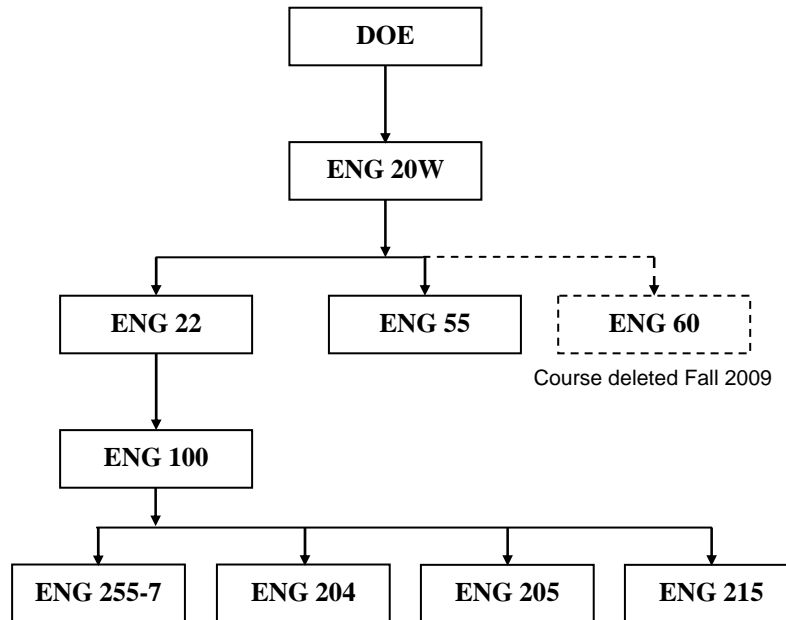 DOE
ENG 20W
ENG 22
ENG 55
ENG 60
Course deleted Fall 2009
ENG 100
ENG 255-7
ENG 204
ENG 205
ENG 215